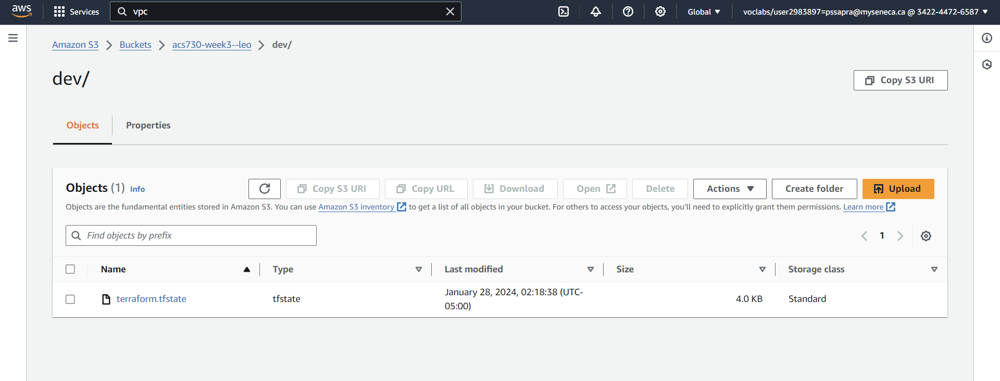 aws Services vpc Global voclabs/user2983897=pssapra@myseneca.ca @ 3422-4472-6587
Amazon S3 Buckets acs730-week3--leo dev/
dev/
Copy S3 URI
Objects Properties
Objects (1) Info Copy S3 URI Copy URL Download Open Delete Actions Create folder Upload
Objects are the fundamental entities stored in Amazon S3. You can use Amazon S3 inventory to get a list of all objects in your bucket. For others to access your objects, you'll need to explicitly grant them permissions. Learn more
Find objects by prefix 1
Name Type Last modified Size Storage class
terraform.tfstate tfstate January 28, 2024, 02:18:38 (UTC- 4.0 KB Standard
05:00)